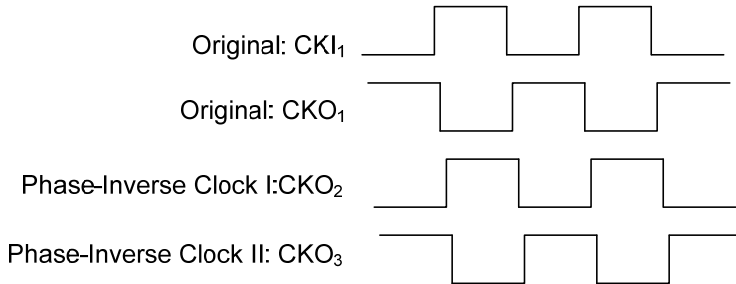 Original: CKI₁
Original: CKO₁
Phase-Inverse Clock I:CKO₂
Phase-Inverse Clock II: CKO₃